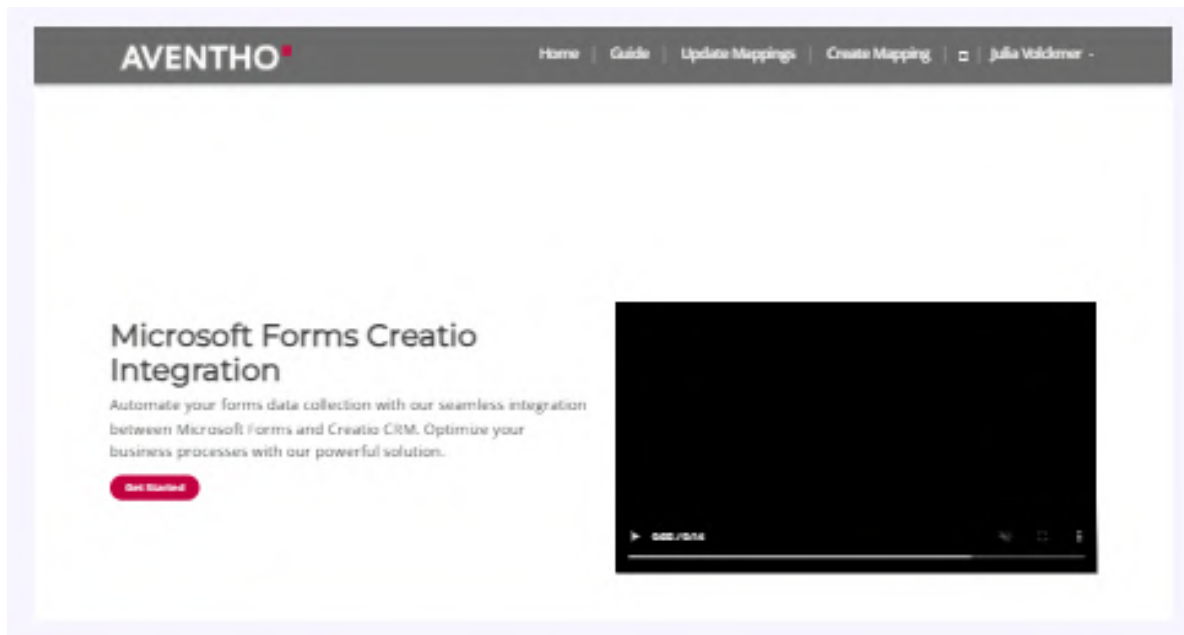 AVENTHO
Home | Guide | Update Mappings | Create Mapping | Julia Volckmer
Microsoft Forms Creatio
Integration
Automate your forms data collection with our seamless integration
between Microsoft Forms and Creatio CRM. Optimize your
business processes with our powerful solution.
Get Started